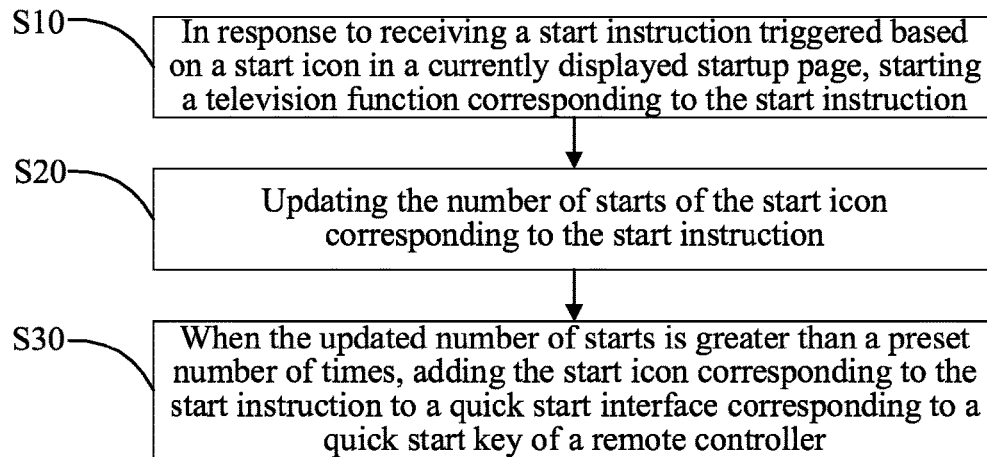 S10
In response to receiving a start instruction triggered based
on a start icon in a currently displayed startup page, starting
a television function corresponding to the start instruction
S20
Updating the number of starts of the start icon
corresponding to the start instruction
S30
When the updated number of starts is greater than a preset
number of times, adding the start icon corresponding to the
start instruction to a quick start interface corresponding to a
quick start key of a remote controller